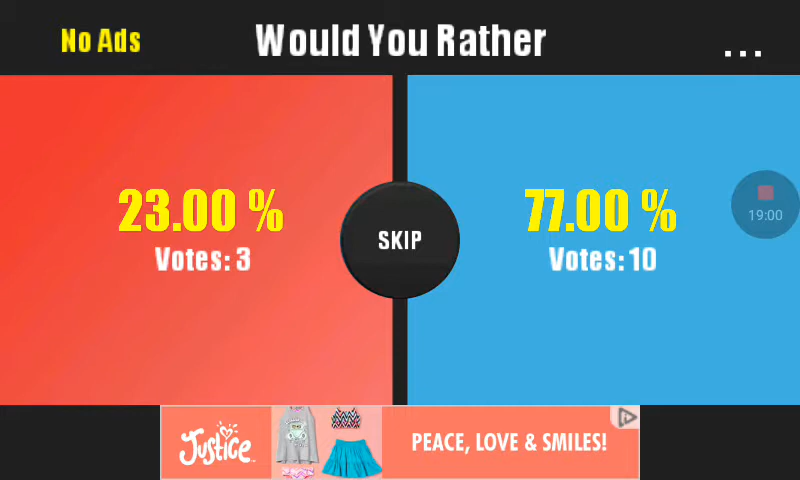 No Ads
Would You Rather
...
23.00 %
Votes: 3
SKIP
77.00 %
Votes: 10
19:00
Justice
PEACE, LOVE & SMILES!